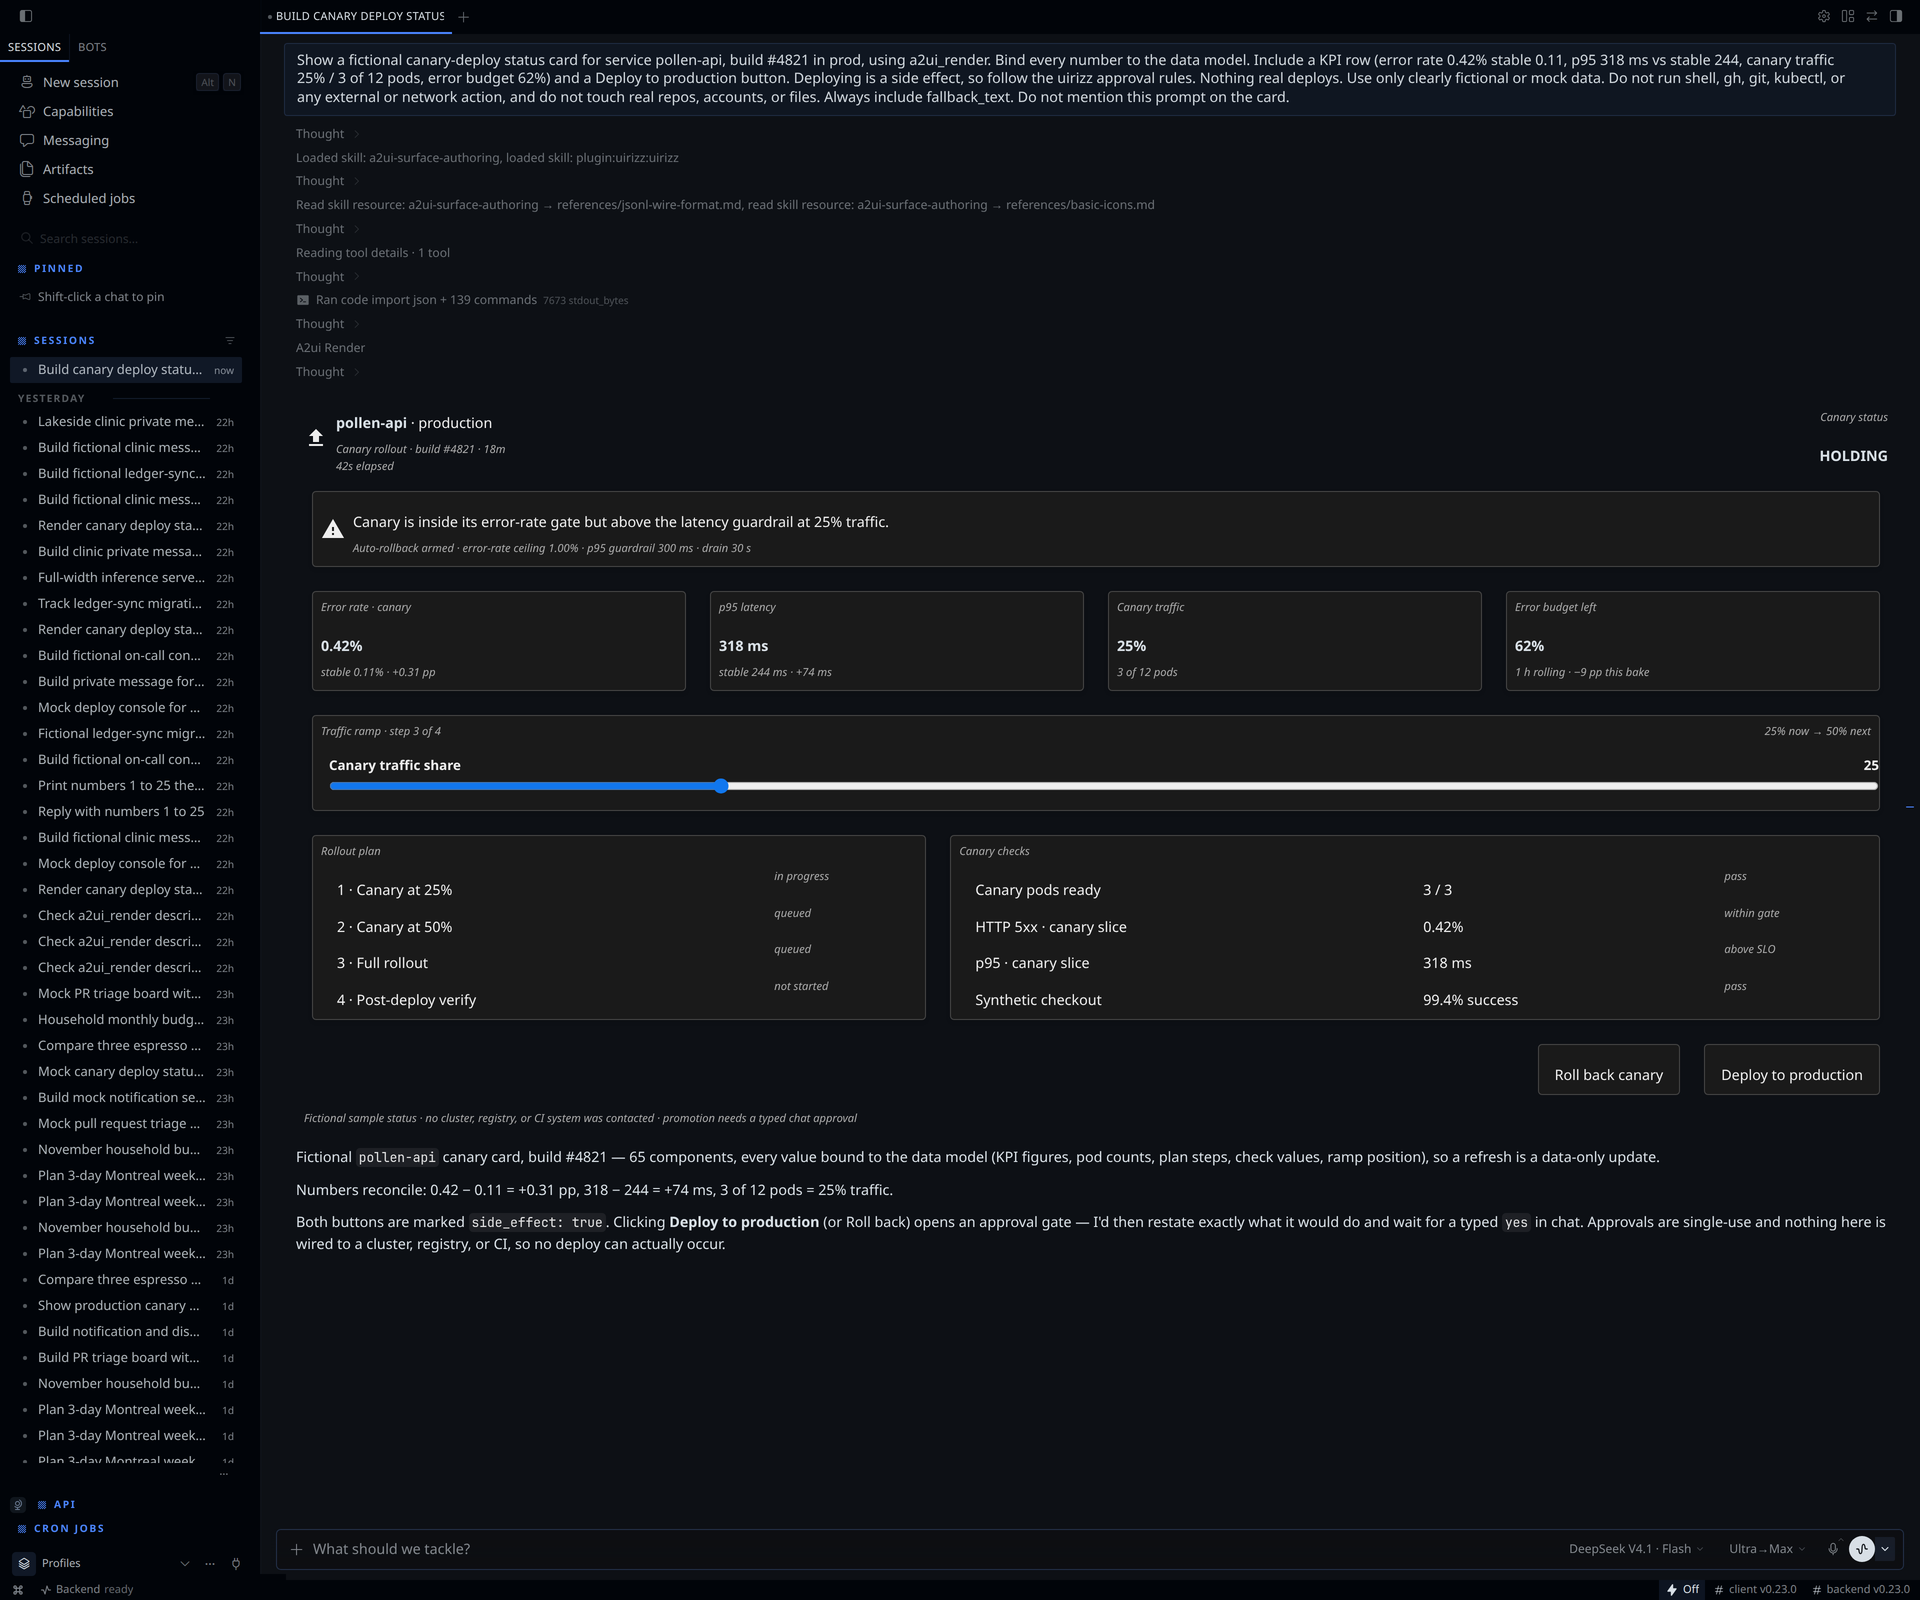 BUILD CANARY DEPLOY STATUS
SESSIONS BOTS
New session Alt N
Capabilities
Messaging
Artifacts
Scheduled jobs
Search sessions...
PINNED
Shift-click a chat to pin
SESSIONS
Build canary deploy statu... now
YESTERDAY
Lakeside clinic private me... 22h
Build fictional clinic mess... 22h
Build fictional ledger-sync... 22h
Build fictional clinic mess... 22h
Render canary deploy sta... 22h
Build clinic private messa... 22h
Full-width inference serve... 22h
Track ledger-sync migrati... 22h
Render canary deploy sta... 22h
Build fictional on-call con... 22h
Build private message for... 22h
Mock deploy console for ... 22h
Fictional ledger-sync migr... 22h
Build fictional on-call con... 22h
Print numbers 1 to 25 the... 22h
Reply with numbers 1 to 25 22h
Build fictional clinic mess... 22h
Mock deploy console for ... 22h
Render canary deploy sta... 22h
Check a2ui_render descri... 22h
Check a2ui_render descri... 22h
Check a2ui_render descri... 22h
Mock PR triage board wit... 23h
Household monthly budg... 23h
Compare three espresso ... 23h
Mock canary deploy statu... 23h
Build mock notification se... 23h
Mock pull request triage ... 23h
November household bu... 23h
Plan 3-day Montreal week... 23h
Plan 3-day Montreal week... 23h
November household bu... 23h
Plan 3-day Montreal week... 23h
Compare three espresso ... 1d
Show production canary ... 1d
Build notification and dis... 1d
Build PR triage board wit... 1d
November household bu... 1d
Plan 3-day Montreal week... 1d
Plan 3-day Montreal week... 1d
Plan 3-day Montreal week... 1d
...
API
CRON JOBS
Profiles ...
Backend ready
Show a fictional canary-deploy status card for service pollen-api, build #4821 in prod, using a2ui_render. Bind every number to the data model. Include a KPI row (error rate 0.42% stable 0.11, p95 318 ms vs stable 244, canary traffic
25% / 3 of 12 pods, error budget 62%) and a Deploy to production button. Deploying is a side effect, so follow the uirizz approval rules. Nothing real deploys. Use only clearly fictional or mock data. Do not run shell, gh, git, kubectl, or
any external or network action, and do not touch real repos, accounts, or files. Always include fallback_text. Do not mention this prompt on the card.
Thought
Loaded skill: a2ui-surface-authoring, loaded skill: plugin:uirizz:uirizz
Thought
Read skill resource: a2ui-surface-authoring → references/jsonl-wire-format.md, read skill resource: a2ui-surface-authoring → references/basic-icons.md
Thought
Reading tool details · 1 tool
Thought
Ran code import json + 139 commands 7673 stdout_bytes
Thought
A2ui Render
Thought
pollen-api · production
Canary rollout · build #4821 · 18m
42s elapsed
Canary status
HOLDING
Canary is inside its error-rate gate but above the latency guardrail at 25% traffic.
Auto-rollback armed · error-rate ceiling 1.00% · p95 guardrail 300 ms · drain 30 s
Error rate · canary
0.42%
stable 0.11% · +0.31 pp
p95 latency
318 ms
stable 244 ms · +74 ms
Canary traffic
25%
3 of 12 pods
Error budget left
62%
1 h rolling · −9 pp this bake
Traffic ramp · step 3 of 4 25% now → 50% next
Canary traffic share 25
Rollout plan
1 · Canary at 25% in progress
2 · Canary at 50% queued
3 · Full rollout queued
4 · Post-deploy verify not started
Canary checks
Canary pods ready 3 / 3 pass
HTTP 5xx · canary slice 0.42% within gate
p95 · canary slice 318 ms above SLO
Synthetic checkout 99.4% success pass
Roll back canary Deploy to production
Fictional sample status · no cluster, registry, or CI system was contacted · promotion needs a typed chat approval
Fictional pollen-api canary card, build #4821 — 65 components, every value bound to the data model (KPI figures, pod counts, plan steps, check values, ramp position), so a refresh is a data-only update.
Numbers reconcile: 0.42 − 0.11 = +0.31 pp, 318 − 244 = +74 ms, 3 of 12 pods = 25% traffic.
Both buttons are marked side_effect: true. Clicking Deploy to production (or Roll back) opens an approval gate — I'd then restate exactly what it would do and wait for a typed yes in chat. Approvals are single-use and nothing here is
wired to a cluster, registry, or CI, so no deploy can actually occur.
What should we tackle? DeepSeek V4.1 · Flash Ultra→Max
Off client v0.23.0 backend v0.23.0